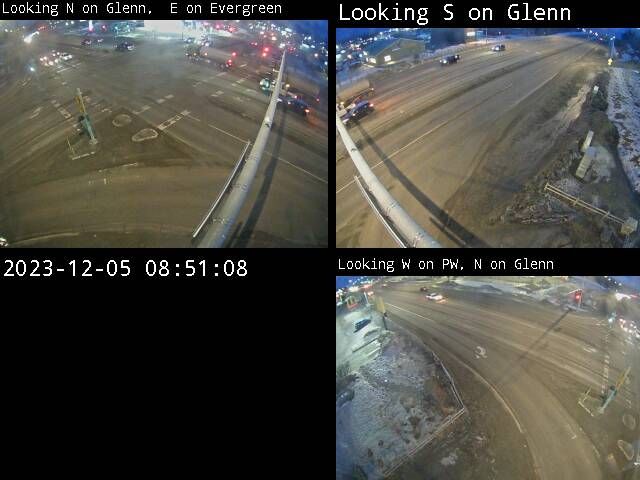 Looking N on Glenn,  E on Evergreen
Looking S on Glenn
2023-12-05 08:51:08
Looking W on PW, N on Glenn